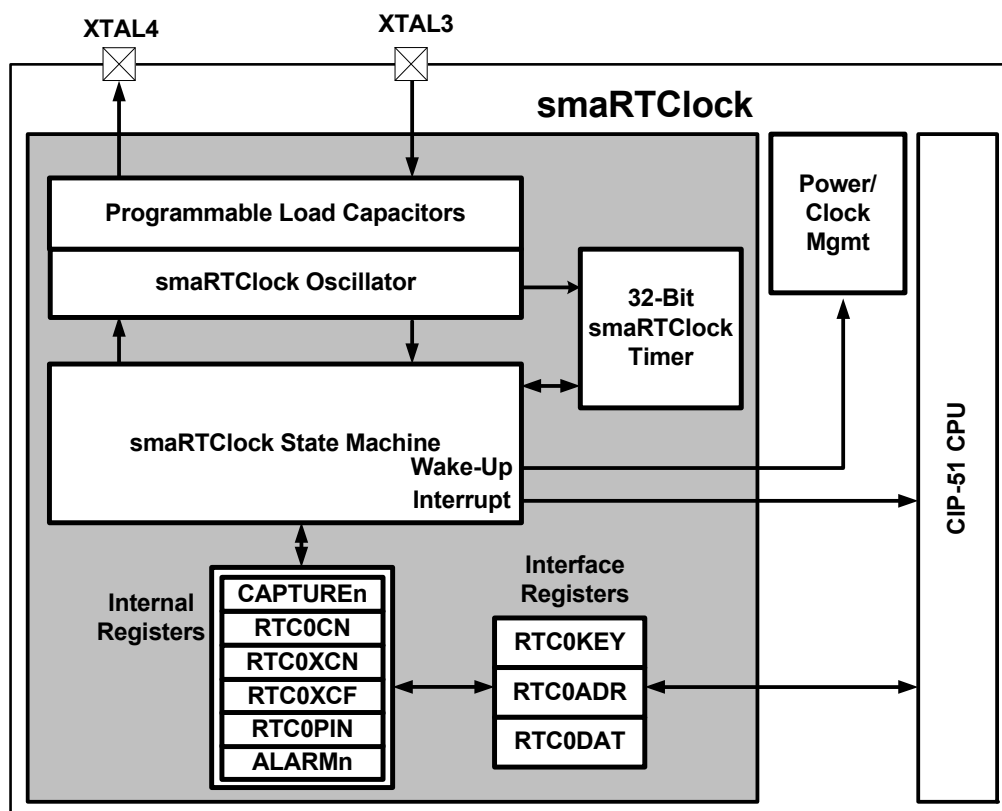 XTAL4
XTAL3
smaRTClock
Programmable Load Capacitors
smaRTClock Oscillator
32-Bit
smaRTClock
Timer
Power/
Clock
Mgmt
smaRTClock State Machine
Wake-Up
Interrupt
CIP-51 CPU
Internal
Registers
CAPTUREn
RTC0CN
RTC0XCN
RTC0XCF
RTC0PIN
ALARMn
Interface
Registers
RTC0KEY
RTC0ADR
RTC0DAT